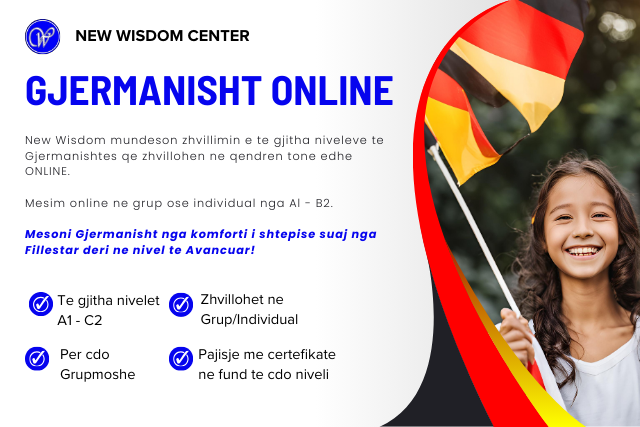 NEW WISDOM CENTER
GJERMANISHT ONLINE
New Wisdom mundeson zhvillimin e te gjitha niveleve te
Gjermanishtes qe zhvillohen ne qendren tone edhe
ONLINE.
Mesim online ne grup ose individual nga Al - B2.
Mesoni Gjermanisht nga komforti i shtepise suaj nga
Fillestar deri ne nivel te Avancuar!
Te gjitha nivelet
A1 - C2
Zhvillohet ne
Grup/Individual
Per cdo
Grupmoshe
Pajisje me certefikate
ne fund te cdo niveli